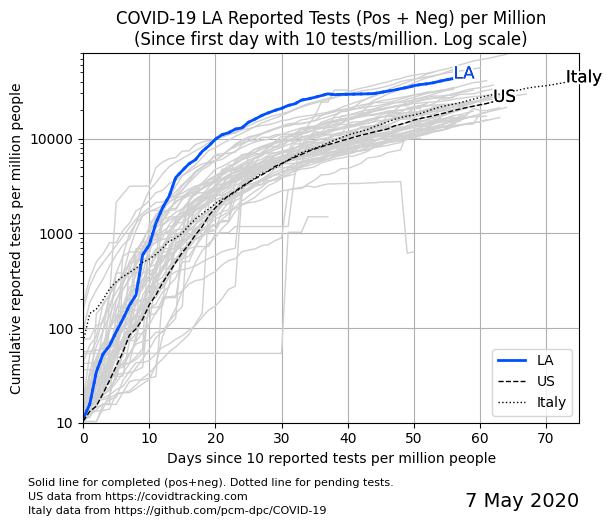 COVID-19 LA Reported Tests (Pos + Neg) per Million
(Since first day with 10 tests/million. Log scale)
Cumulative reported tests per million people
10000
1000
100
10
LA
US
Italy
LA
US
Italy
0 10 20 30 40 50 60 70
Days since 10 reported tests per million people
Solid line for completed (pos+neg). Dotted line for pending tests.
US data from https://covidtracking.com
Italy data from https://github.com/pcm-dpc/COVID-19
7 May 2020